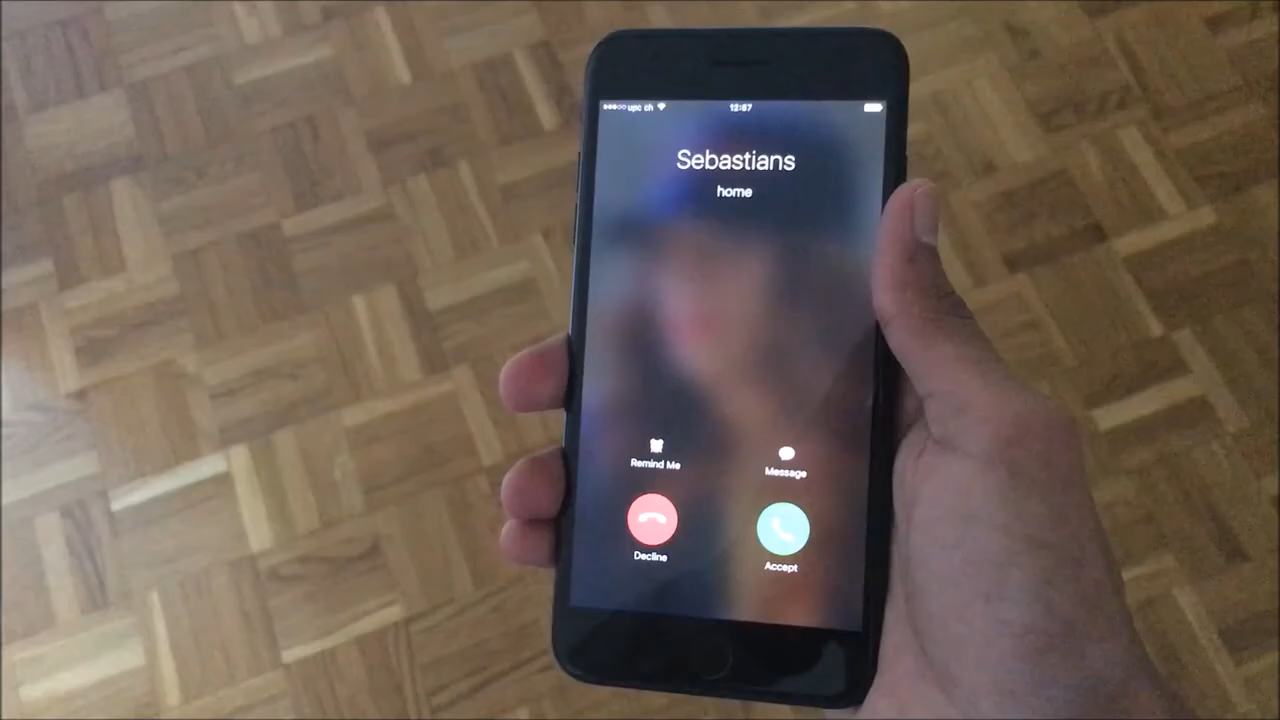 upc ch 12:57
Sebastians
home
Remind Me Message
Decline Accept